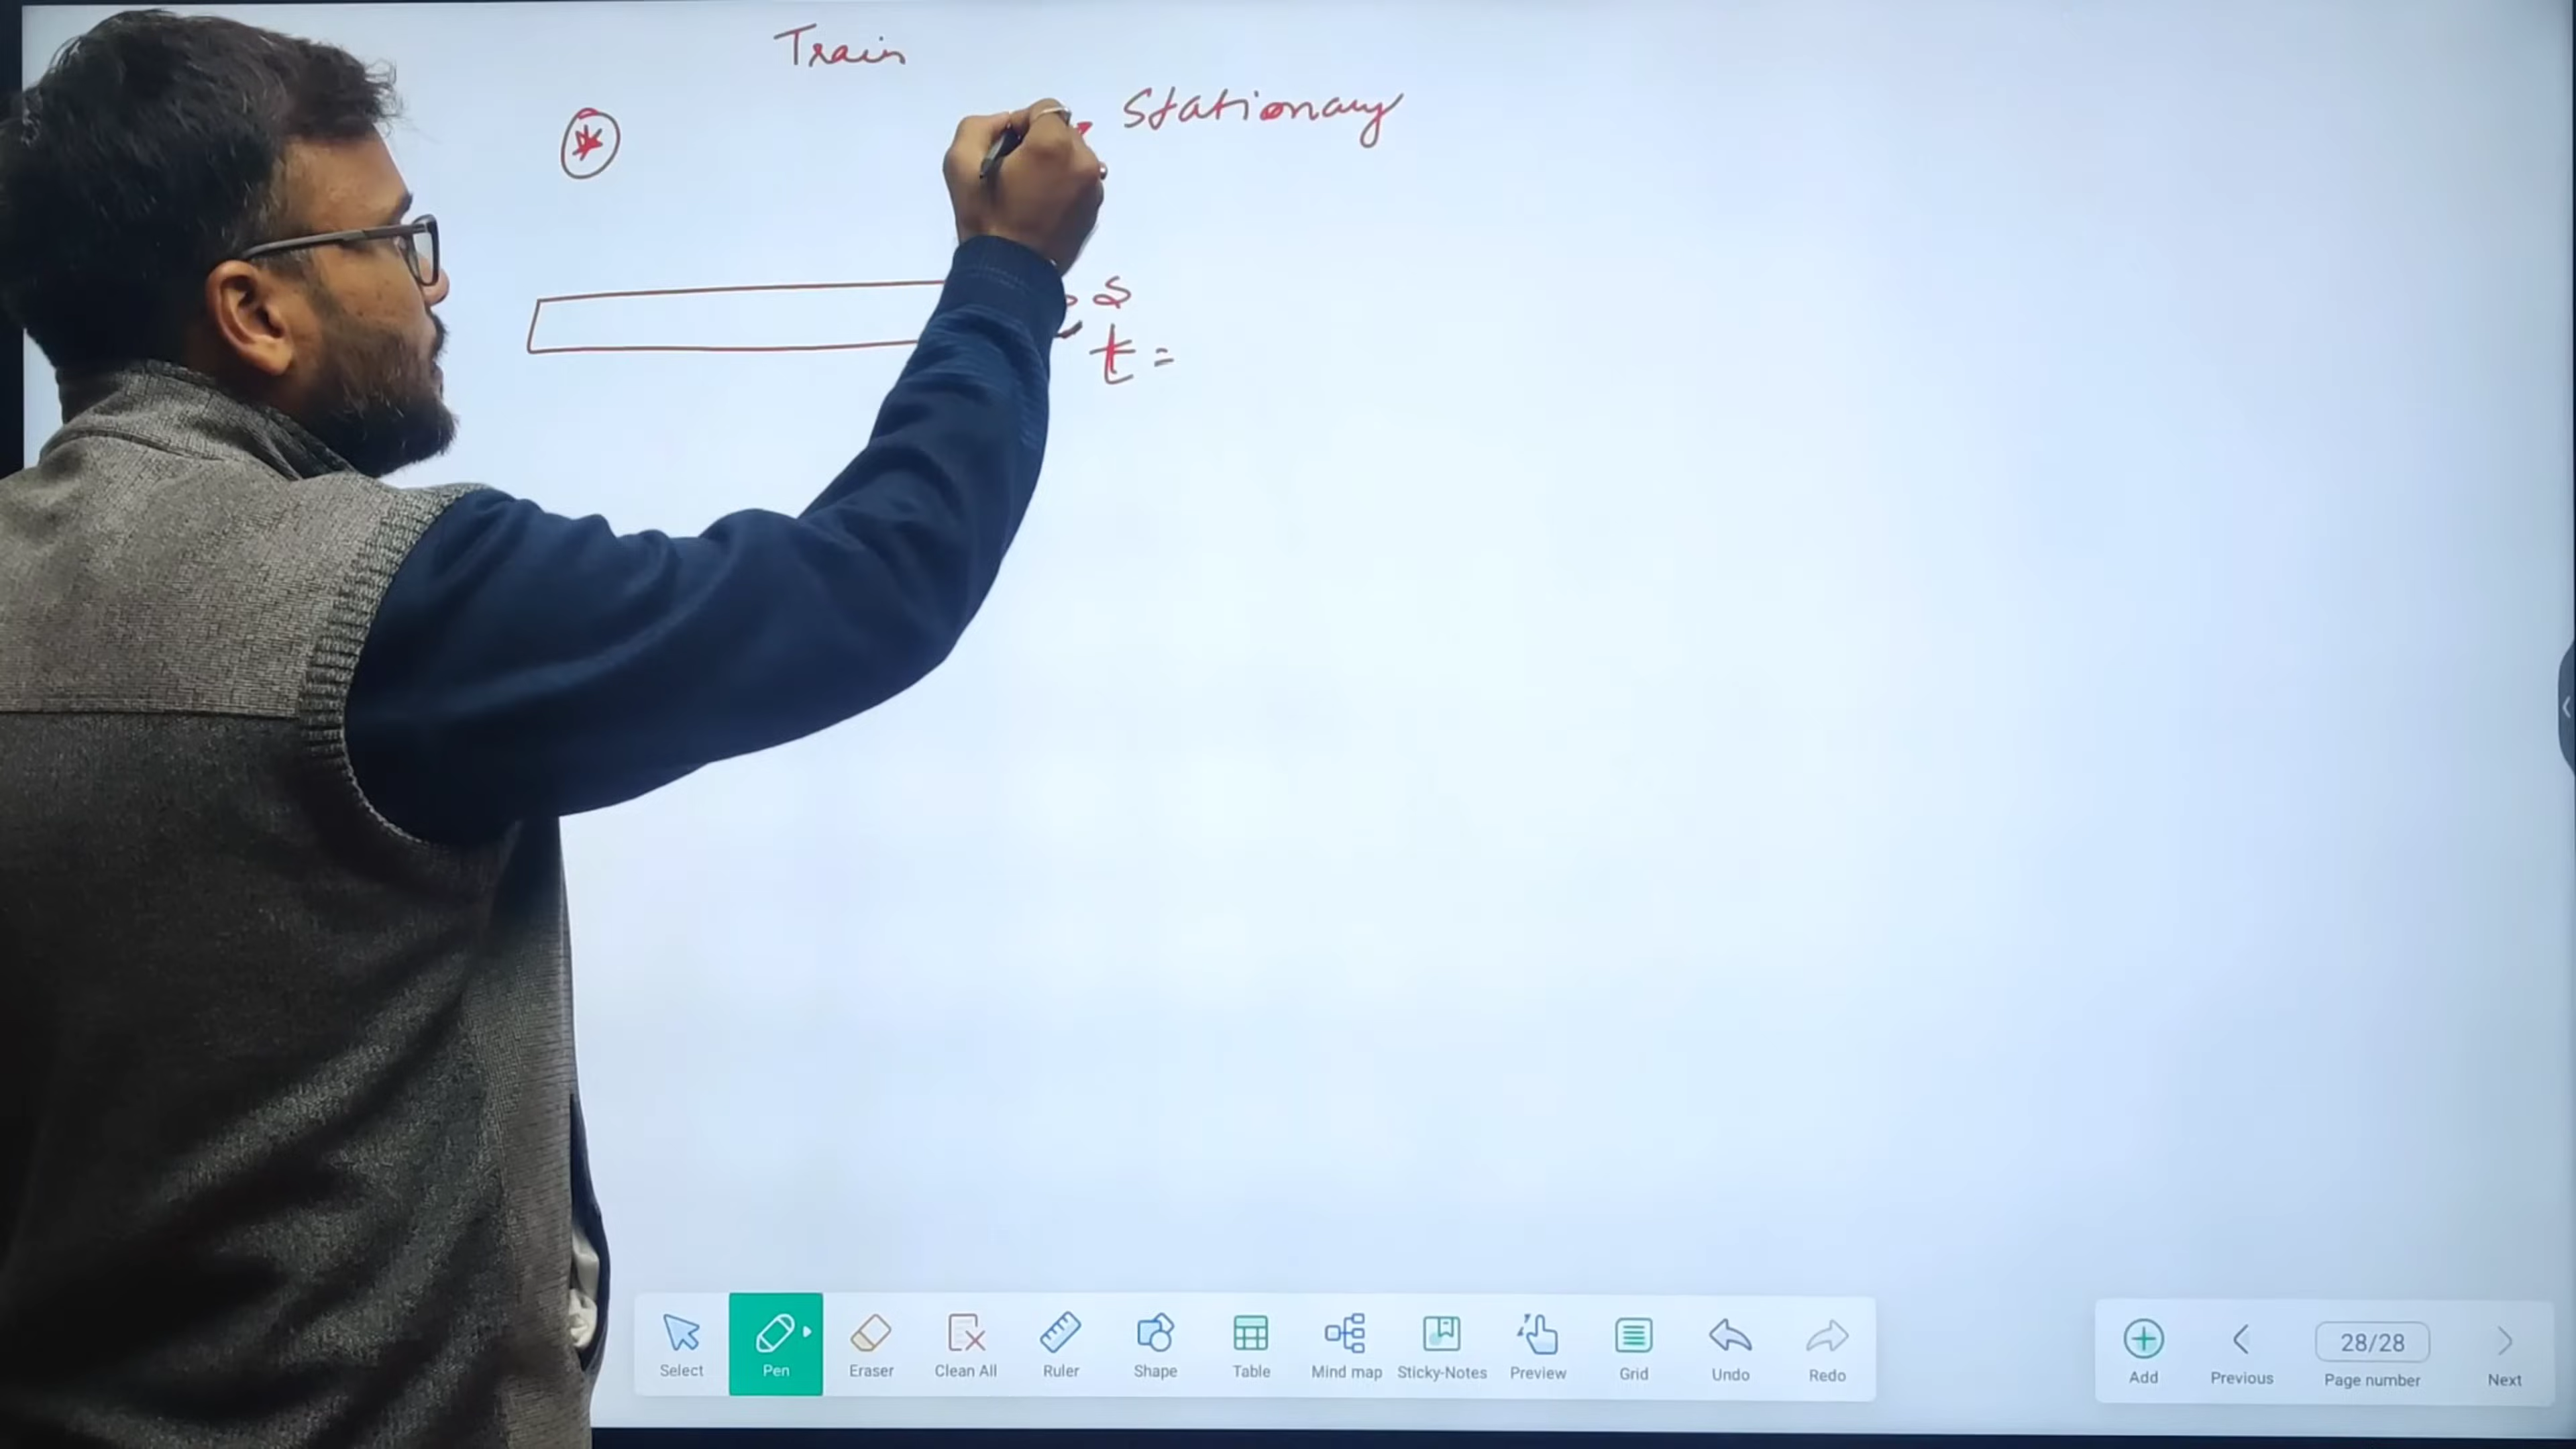 Train
Stationary
S
t =
Select
Pen
Eraser
Clean All
Ruler
Shape
Table
Mind map
Sticky-Notes
Preview
Grid
Undo
Redo
Add
Previous
28/28
Page number
Next